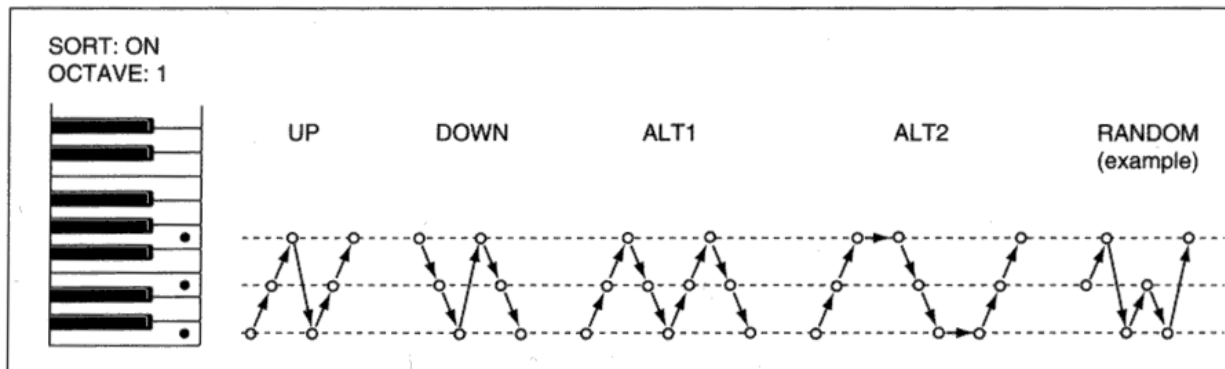 SORT: ON
OCTAVE: 1
UP
DOWN
ALT1
ALT2
RANDOM
(example)